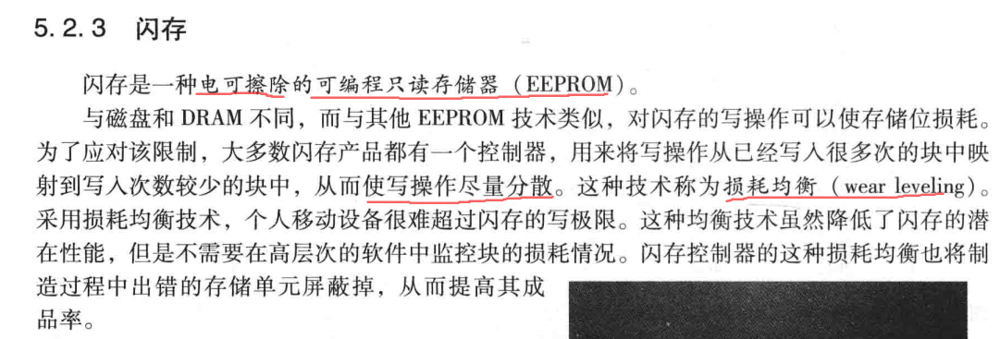 5.2.3 闪存
闪存是一种电可擦除的可编程只读存储器（EEPROM）。
与磁盘和 DRAM 不同，而与其他 EEPROM 技术类似，对闪存的写操作可以使存储位损耗。
为了应对该限制，大多数闪存产品都有一个控制器，用来将写操作从已经写入很多次的块中映
射到写入次数较少的块中，从而使写操作尽量分散。这种技术称为损耗均衡（wear leveling）。
采用损耗均衡技术，个人移动设备很难超过闪存的写极限。这种均衡技术虽然降低了闪存的潜
在性能，但是不需要在高层次的软件中监控块的损耗情况。闪存控制器的这种损耗均衡也将制
造过程中出错的存储单元屏蔽掉，从而提高其成
品率。